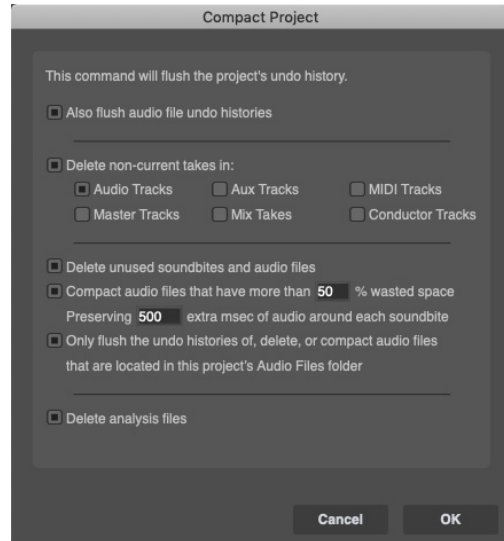 Compact Project
This command will flush the project's undo history.
Also flush audio file undo histories
Delete non-current takes in:
Audio Tracks Aux Tracks MIDI Tracks
Master Tracks Mix Takes Conductor Tracks
Delete unused soundbites and audio files
Compact audio files that have more than 50 % wasted space
Preserving 500 extra msec of audio around each soundbite
Only flush the undo histories of, delete, or compact audio files
that are located in this project's Audio Files folder
Delete analysis files
Cancel OK